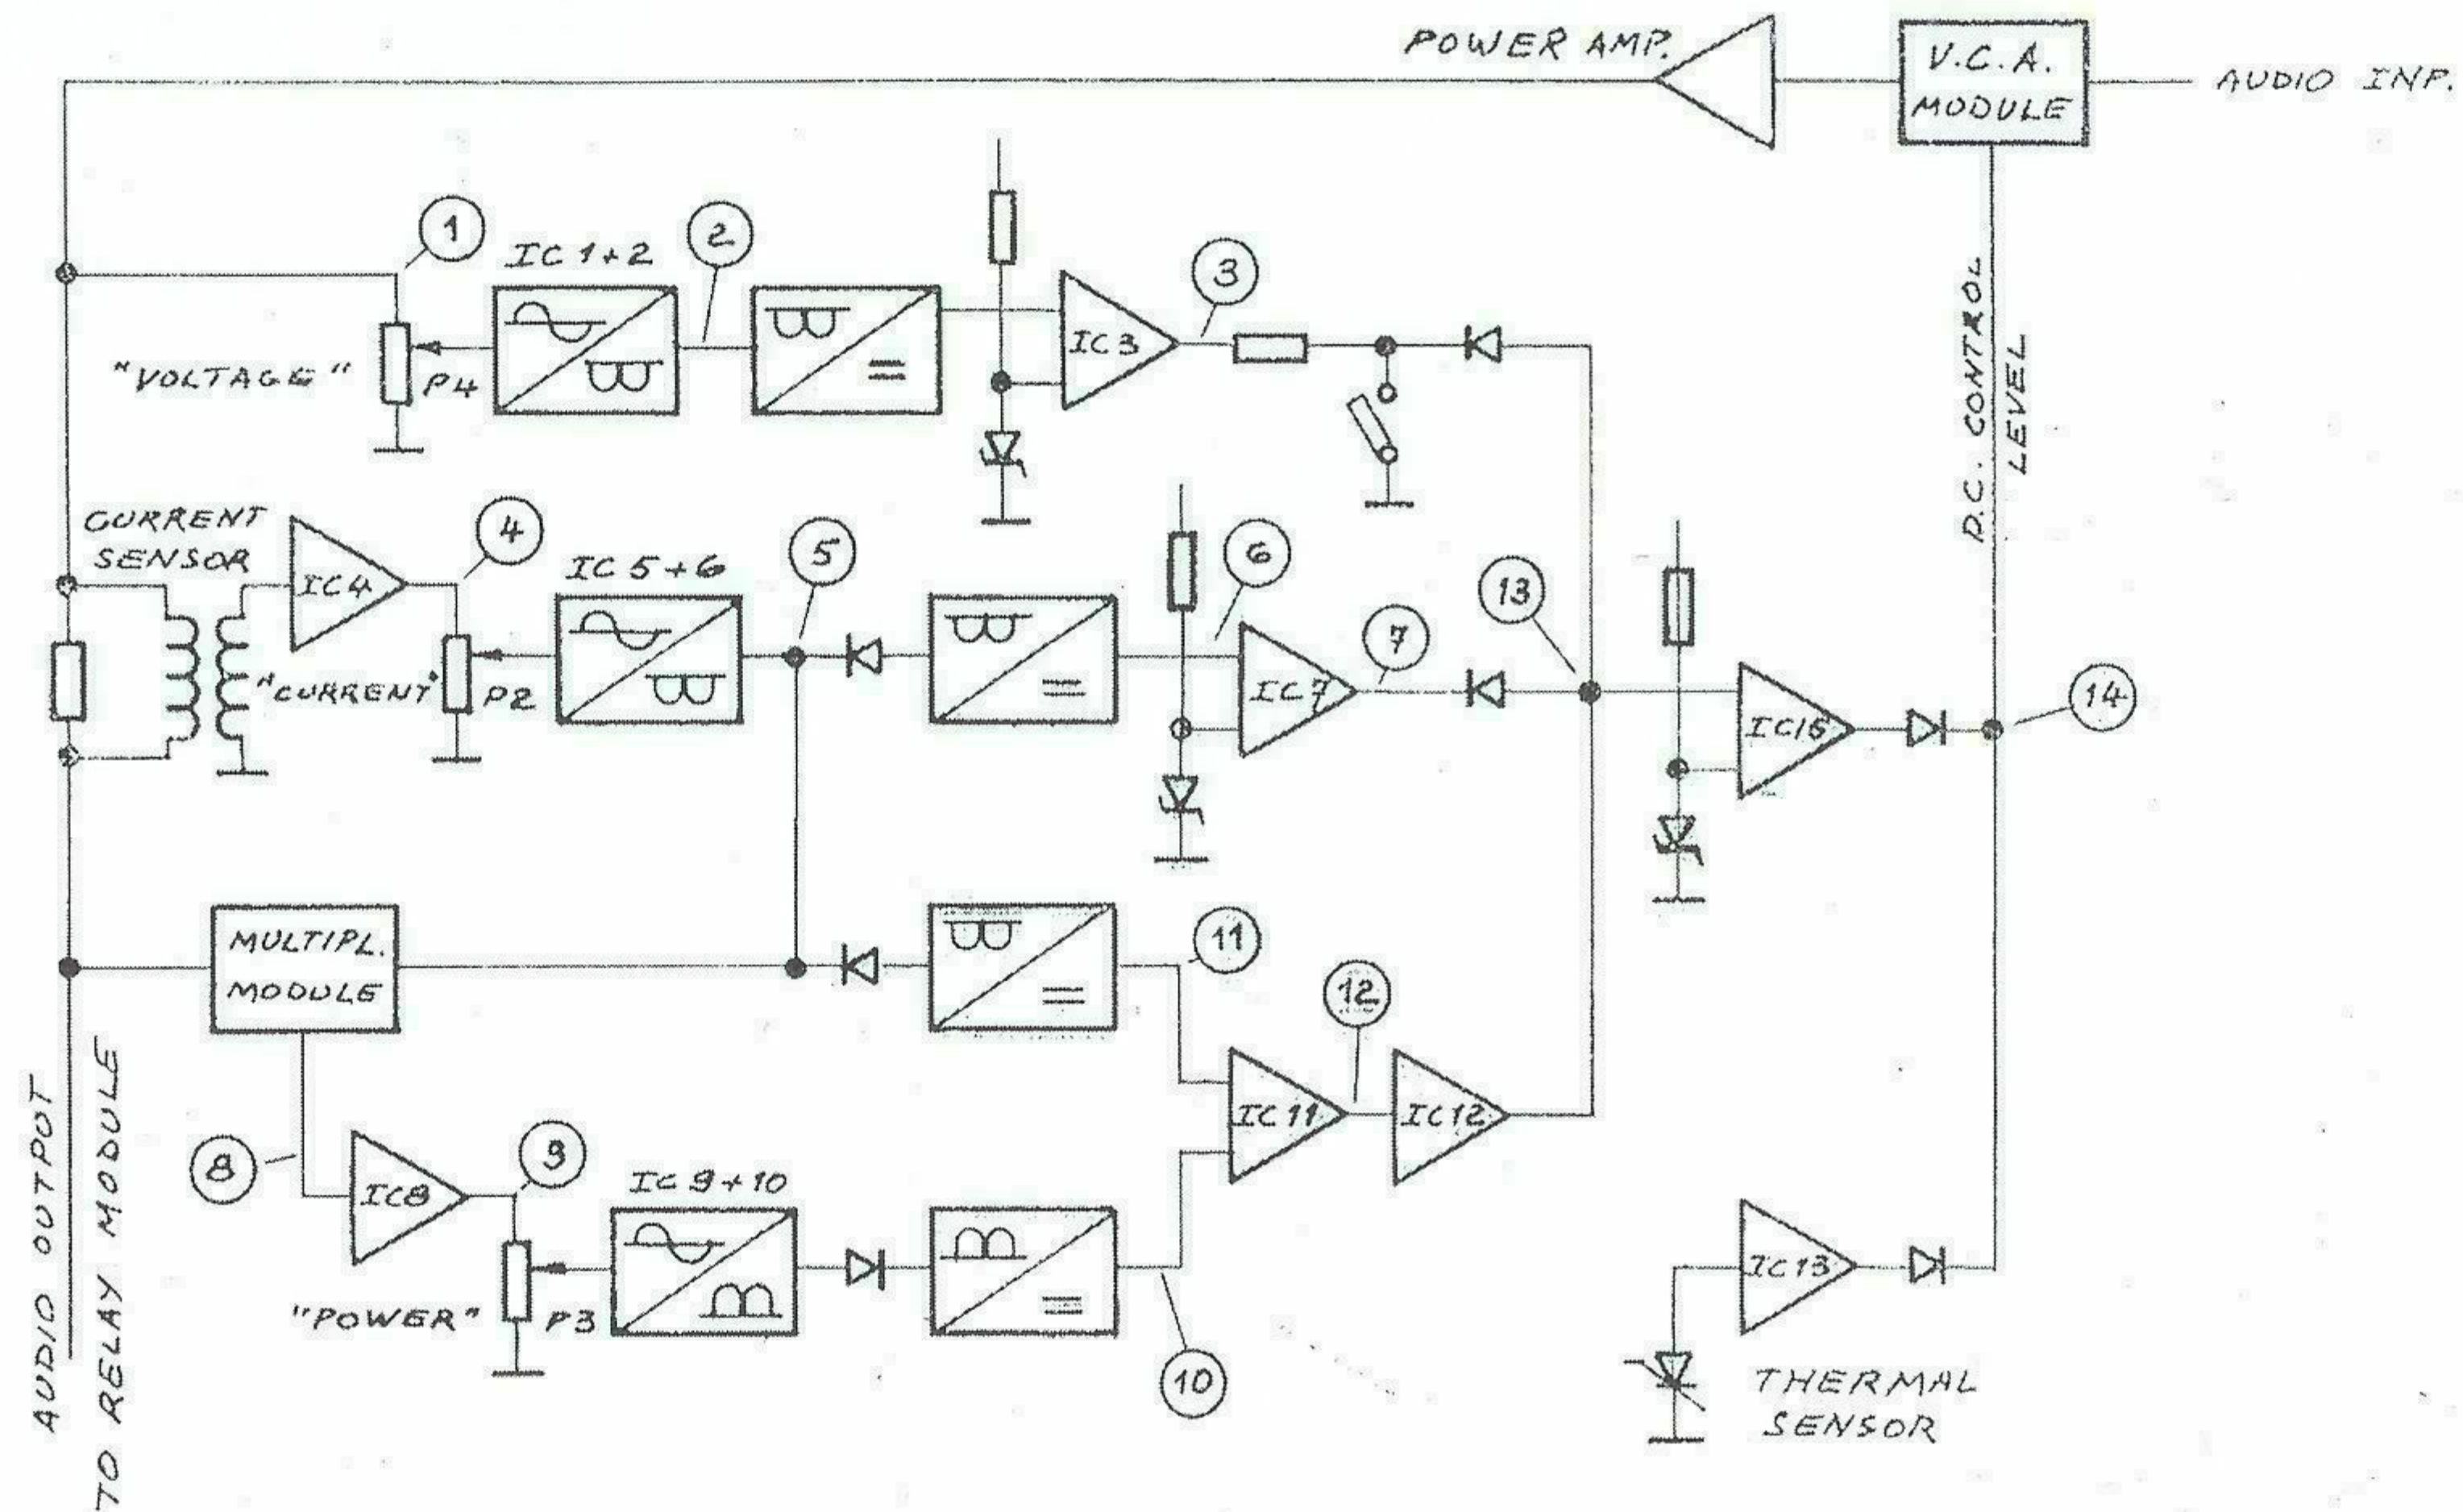 POWER AMP.
V.C.A.
MODULE
AUDIO INP.
1
IC 1+2
2
3
IC3
"VOLTAGE"
P4
D.C. CONTROL
LEVEL
CURRENT
SENSOR
IC4
4
IC 5+6
5
6
13
7
"CURRENT"
P2
IC7
IC15
14
MULTIPL.
MODULE
11
12
IC11
IC12
8
IC8
9
IC 9+10
"POWER"
P3
10
IC13
THERMAL
SENSOR
AUDIO OUTPOT
TO RELAY MODULE